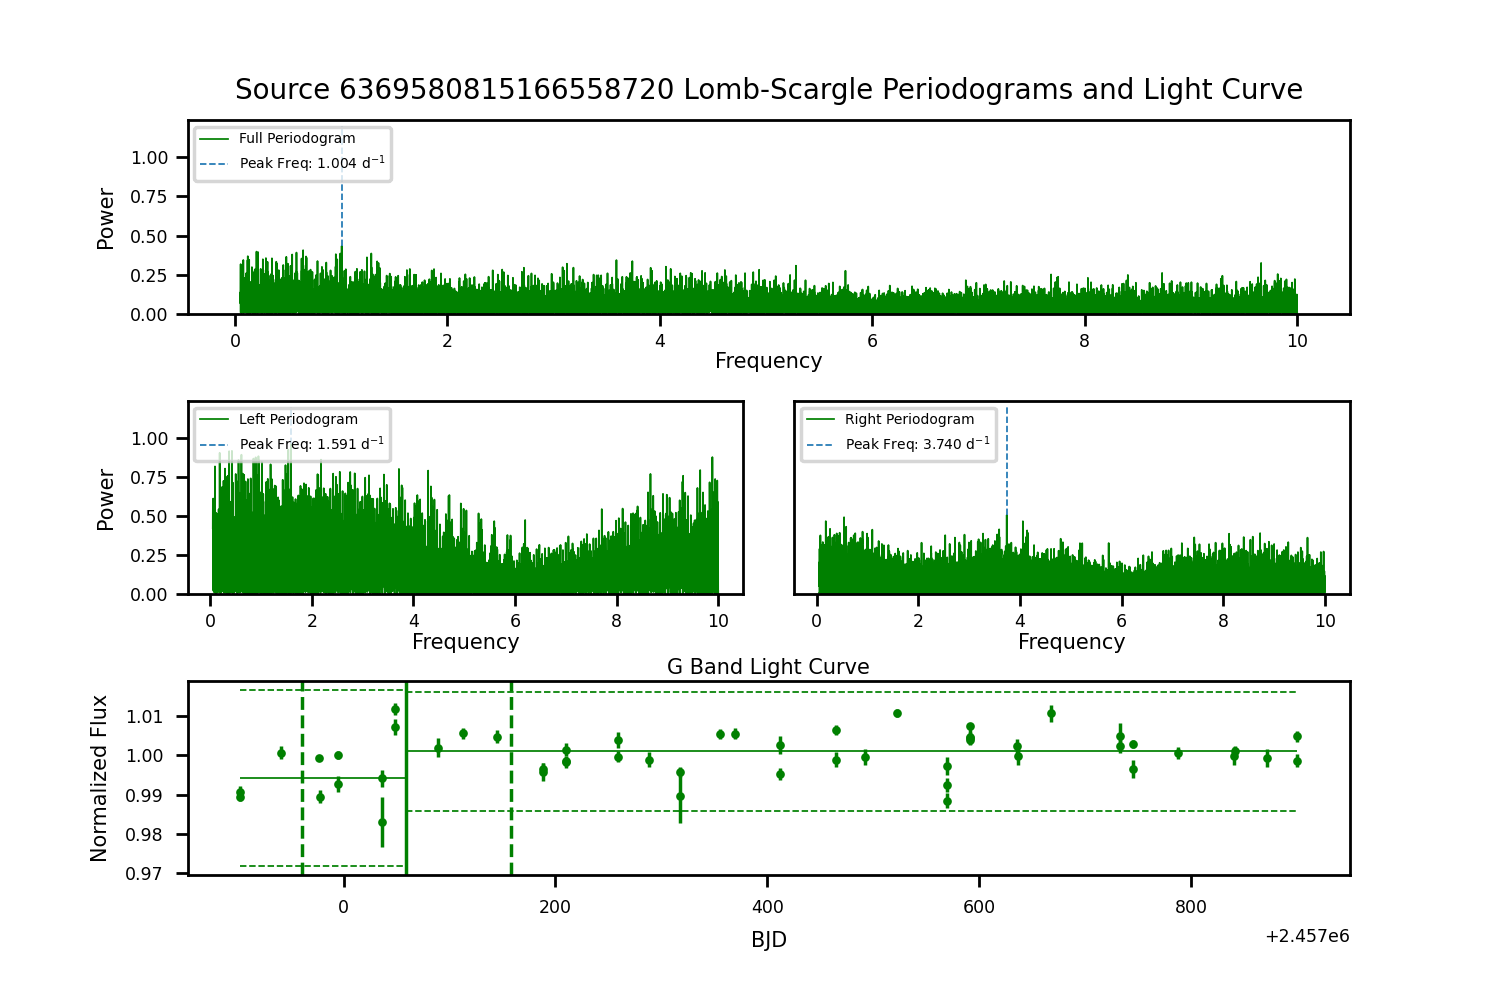 Source 6369580815166558720 Lomb-Scargle Periodograms and Light Curve
Full Periodogram
Peak Freq: 1.004 d⁻¹
1.00
0.75
0.50
0.25
0.00
Power
0 2 4 6 8 10
Frequency
Left Periodogram
Peak Freq: 1.591 d⁻¹
1.00
0.75
0.50
0.25
0.00
Power
0 2 4 6 8 10
Frequency
Right Periodogram
Peak Freq: 3.740 d⁻¹
0 2 4 6 8 10
Frequency
G Band Light Curve
1.01
1.00
0.99
0.98
0.97
Normalized Flux
0 200 400 600 800
BJD
+2.457e6